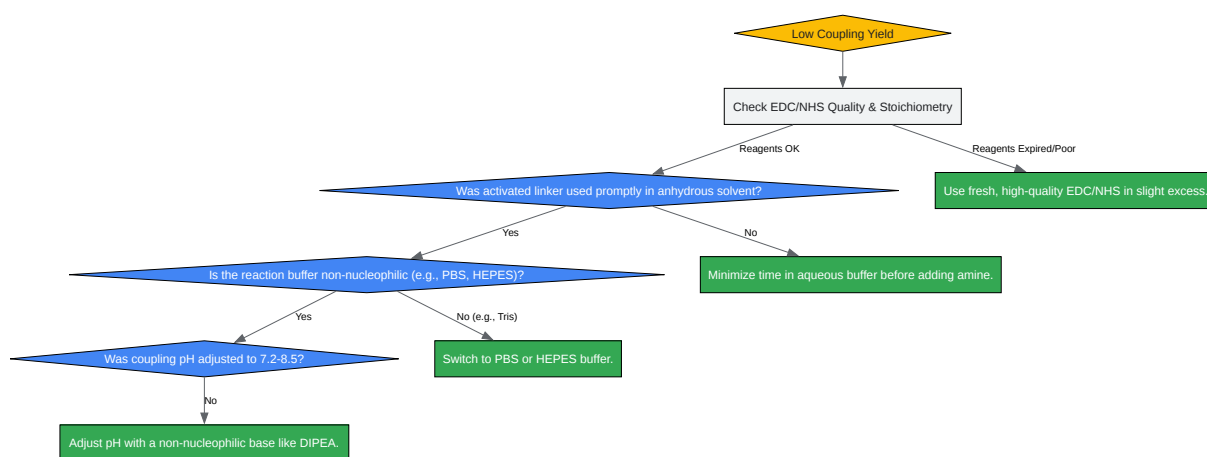 Low Coupling Yield
Check EDC/NHS Quality & Stoichiometry
Reagents OK
Reagents Expired/Poor
Was activated linker used promptly in anhydrous solvent?
Use fresh, high-quality EDC/NHS in slight excess.
Yes
No
Is the reaction buffer non-nucleophilic (e.g., PBS, HEPES)?
Minimize time in aqueous buffer before adding amine.
Yes
No (e.g., Tris)
Was coupling pH adjusted to 7.2-8.5?
Switch to PBS or HEPES buffer.
No
Adjust pH with a non-nucleophilic base like DIPEA.